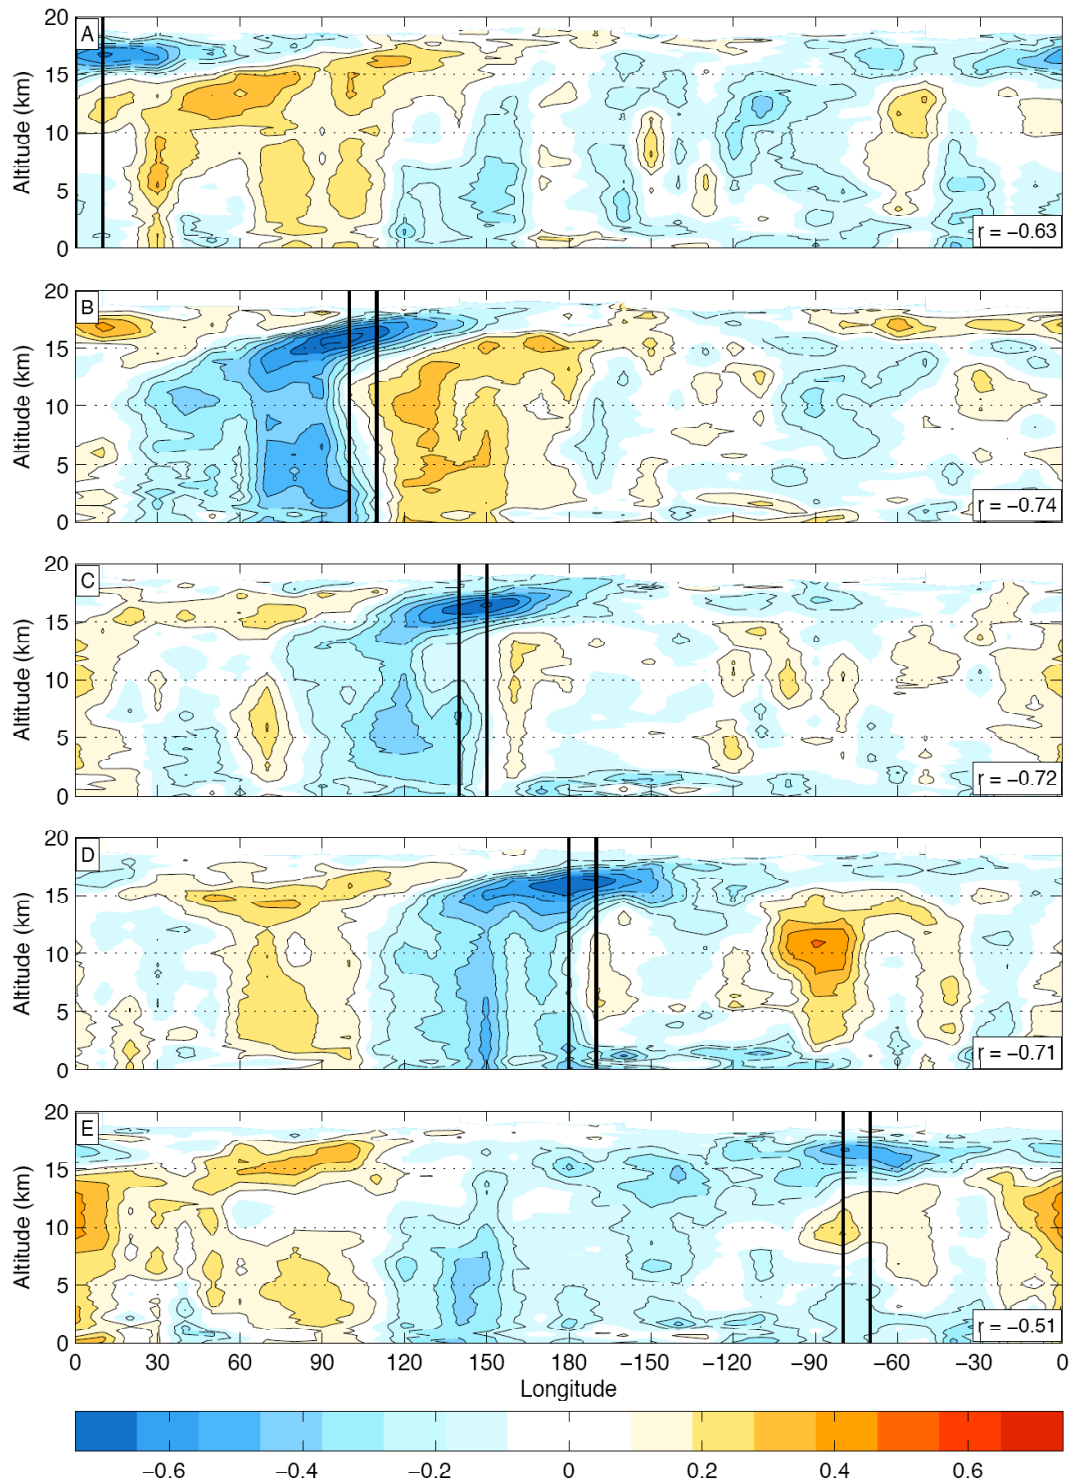 20
A
15
10
5
0
Altitude (km)
r = −0.63
20
B
15
10
5
0
Altitude (km)
r = −0.74
20
C
15
10
5
0
Altitude (km)
r = −0.72
20
D
15
10
5
0
Altitude (km)
r = −0.71
20
E
15
10
5
0
Altitude (km)
r = −0.51
0 30 60 90 120 150 180 −150 −120 −90 −60 −30 0
Longitude
−0.6 −0.4 −0.2 0 0.2 0.4 0.6